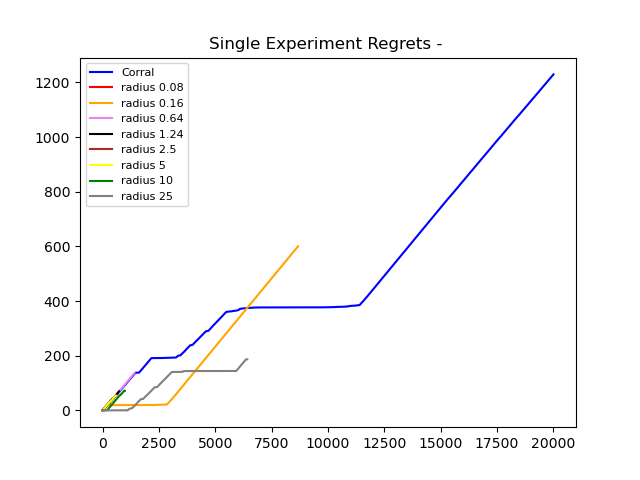 Single Experiment Regrets -
Corral
radius 0.08
radius 0.16
radius 0.64
radius 1.24
radius 2.5
radius 5
radius 10
radius 25
1200
1000
800
600
400
200
0
0 2500 5000 7500 10000 12500 15000 17500 20000